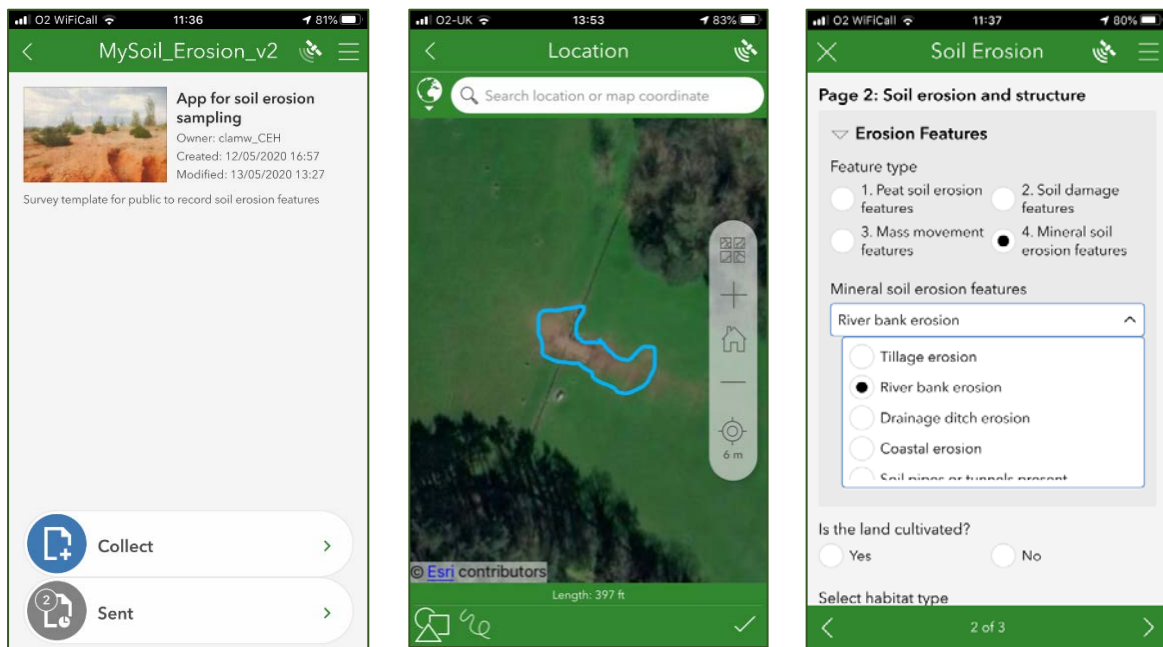 O2 WiFiCall 11:36 81%
MySoil_Erosion_v2
App for soil erosion
sampling
Owner: clamw_CEH
Created: 12/05/2020 16:57
Modified: 13/05/2020 13:27
Survey template for public to record soil erosion features
Collect
2
Sent
O2-UK 13:53 83%
Location
Search location or map coordinate
6 m
© Esri contributors
Length: 397 ft
O2 WiFiCall 11:37 80%
Soil Erosion
Page 2: Soil erosion and structure
Erosion Features
Feature type
1. Peat soil erosion
features
2. Soil damage
features
3. Mass movement
features
4. Mineral soil
erosion features
Mineral soil erosion features
River bank erosion
Tillage erosion
River bank erosion
Drainage ditch erosion
Coastal erosion
Soil pipes or tunnels present
Is the land cultivated?
Yes
No
Select habitat type
2 of 3